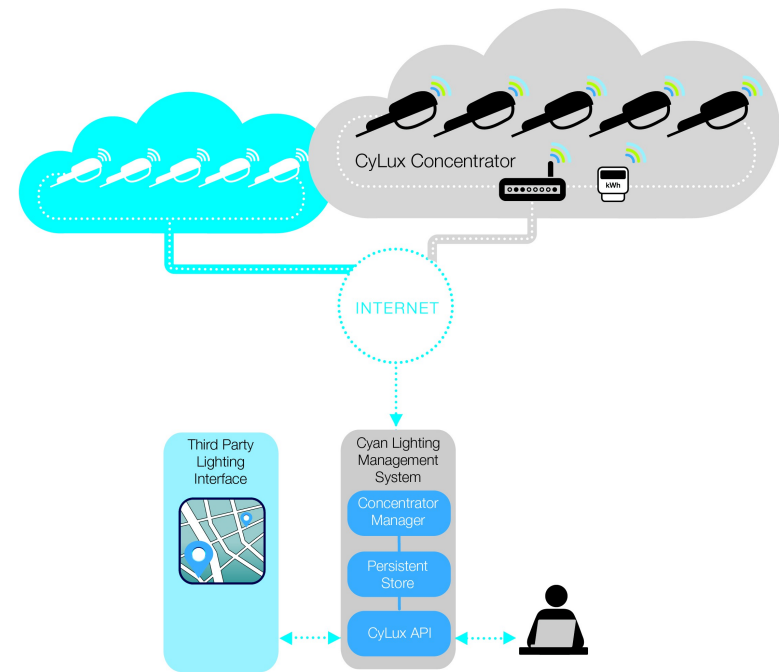 CyLux Concentrator
kWh
INTERNET
Third Party
Lighting
Interface
Cyan Lighting
Management
System
Concentrator
Manager
Persistent
Store
CyLux API